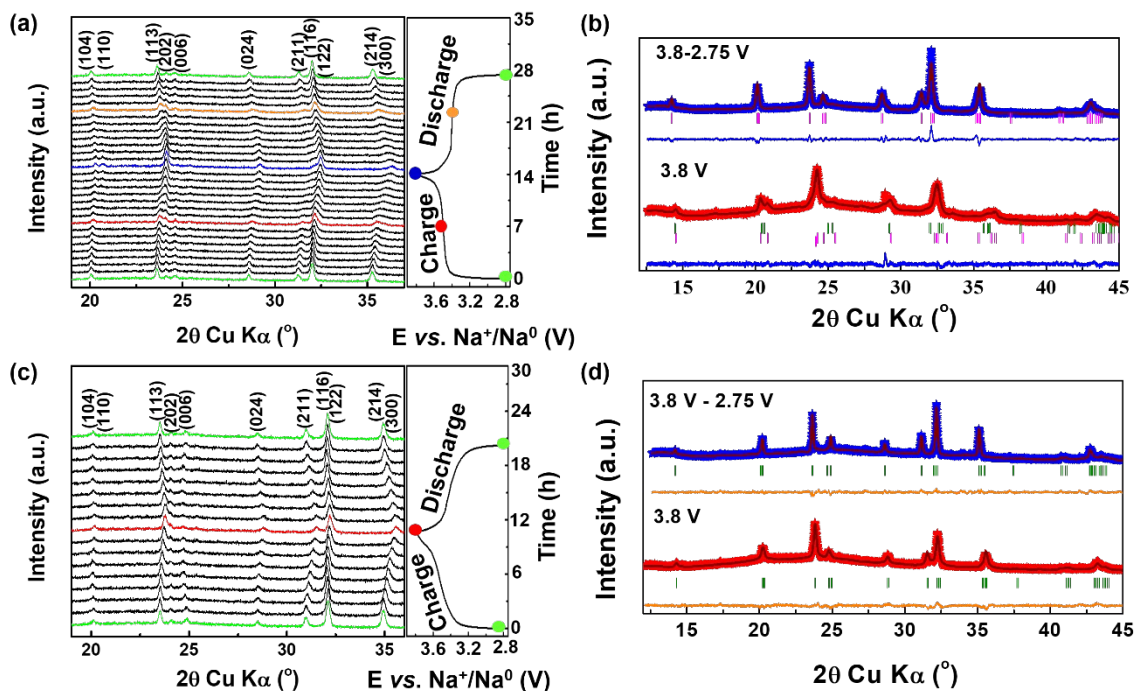 (a)
(104)
(110)
(113)
(202)
(006)
(024)
(211)
(116)
(122)
(214)
(300)
Intensity (a.u.)
20
25
30
35
2θ Cu Kα (°)
Charge
Discharge
35
28
21
14
7
0
Time (h)
3.6
3.2
2.8
E vs. Na⁺/Na⁰ (V)
(b)
3.8-2.75 V
3.8 V
Intensity (a.u.)
15
20
25
30
35
40
45
2θ Cu Kα (°)
(c)
(104)
(110)
(113)
(202)
(006)
(024)
(211)
(116)
(122)
(214)
(300)
Intensity (a.u.)
20
25
30
35
2θ Cu Kα (°)
Charge
Discharge
30
24
18
12
6
0
Time (h)
3.6
3.2
2.8
E vs. Na⁺/Na⁰ (V)
(d)
3.8 V - 2.75 V
3.8 V
Intensity (a.u.)
15
20
25
30
35
40
45
2θ Cu Kα (°)